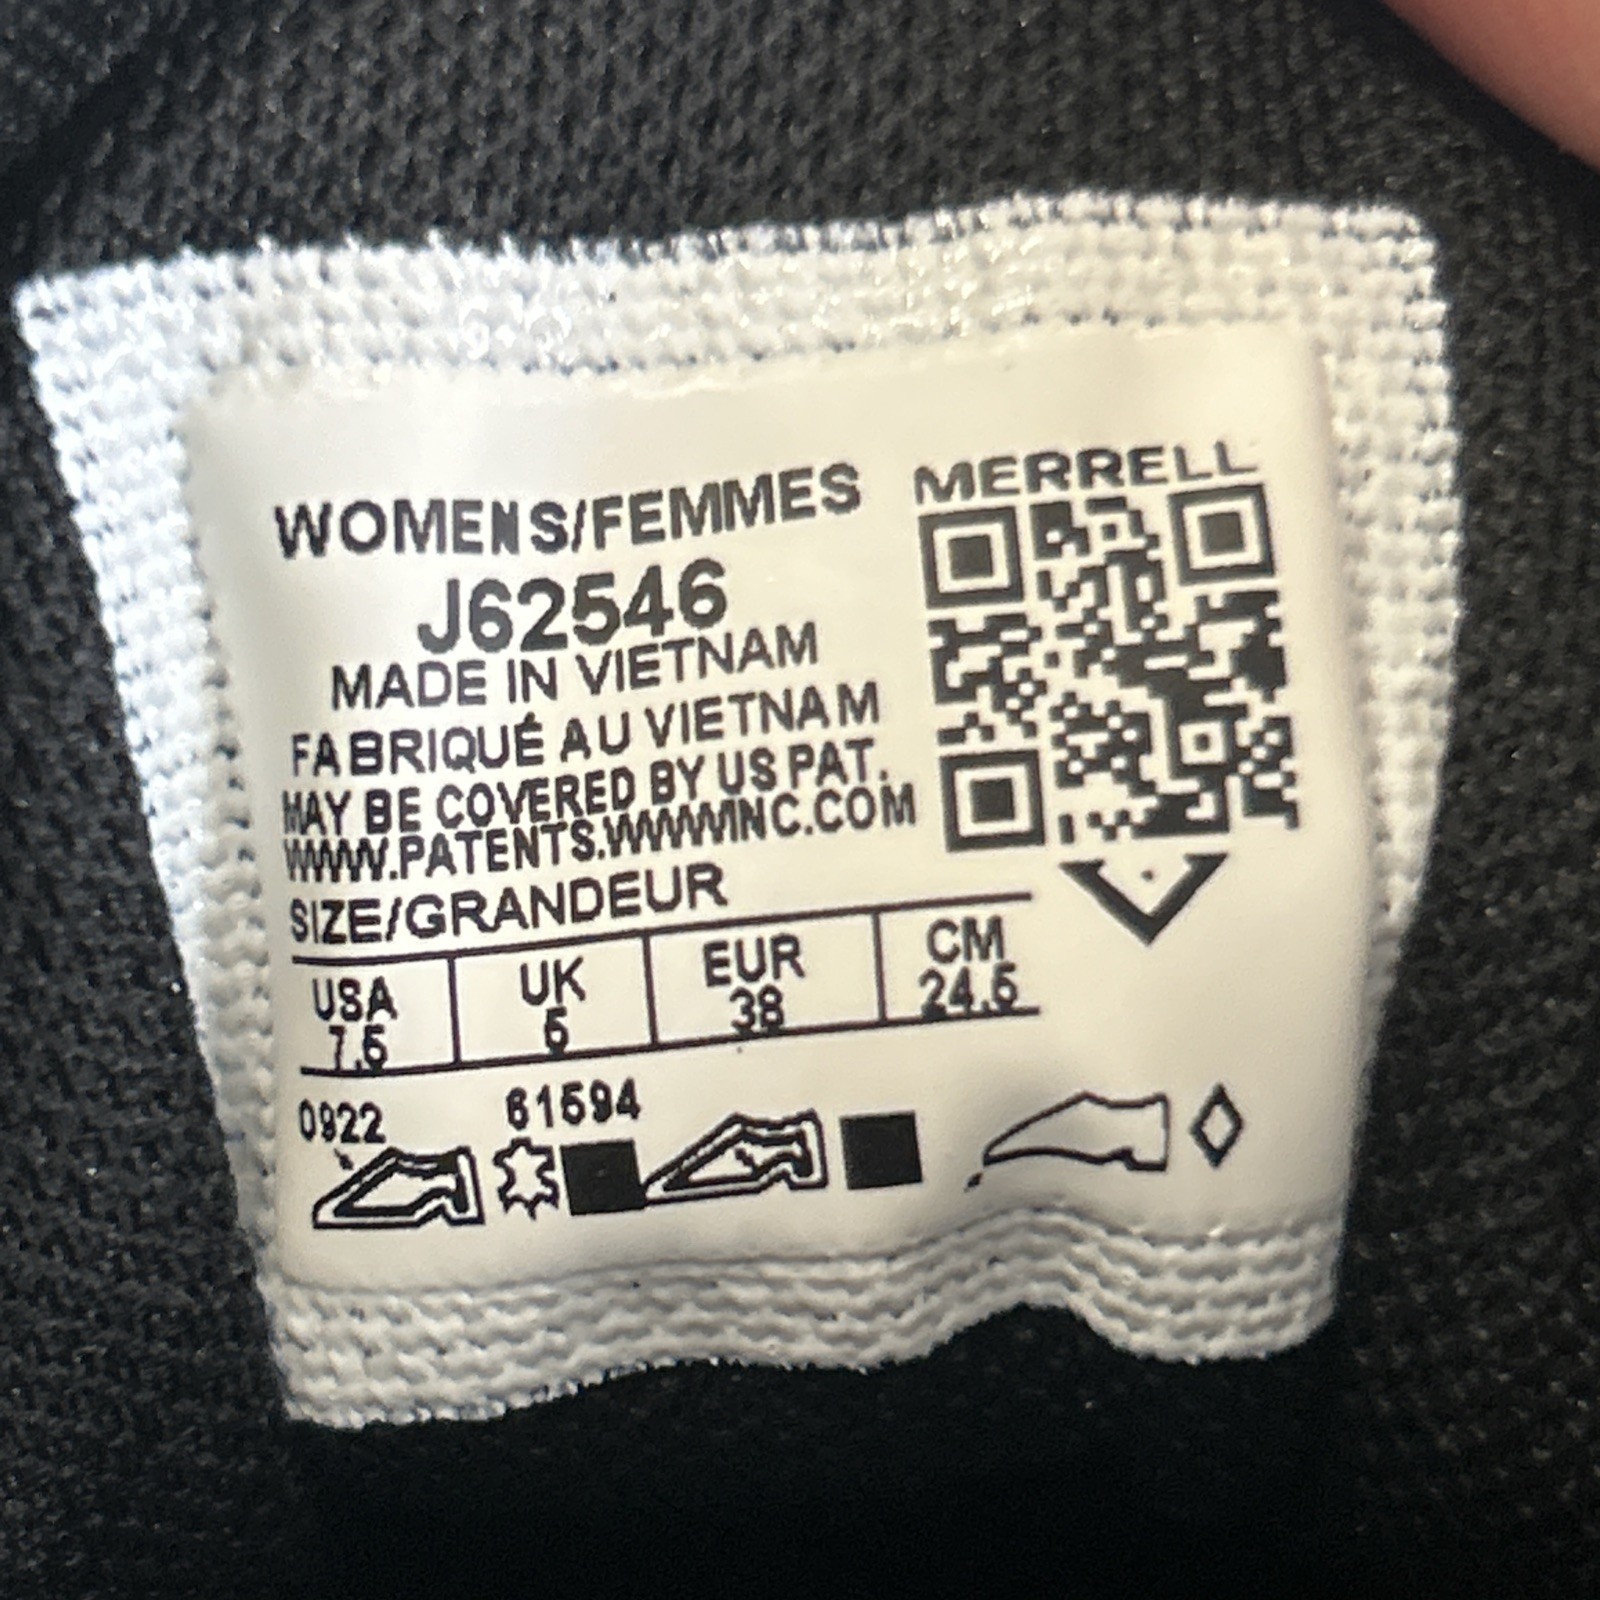 WOMENS/FEMMES
J62546
MADE IN VIETNAM
FABRIQUÉ AU VIETNAM
MAY BE COVERED BY US PAT.
WWW.PATENTS.WWWINC.COM
SIZE/GRANDEUR
USA UK EUR CM
7.5 5 38 24.5
0922 61594
MERRELL